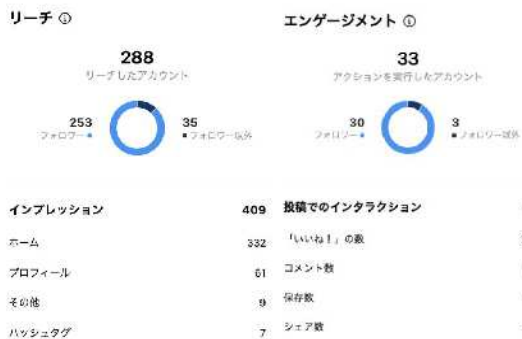 リーチ
288
リーチしたアカウント
253
フォロワー
35
フォロワー以外
インプレッション 409
ホーム 332
プロフィール 61
その他 9
ハッシュタグ 7
エンゲージメント
33
アクションを実行したアカウント
30
フォロワー
3
フォロワー以外
投稿でのインタラクション
「いいね！」の数
コメント数
保存数
シェア数